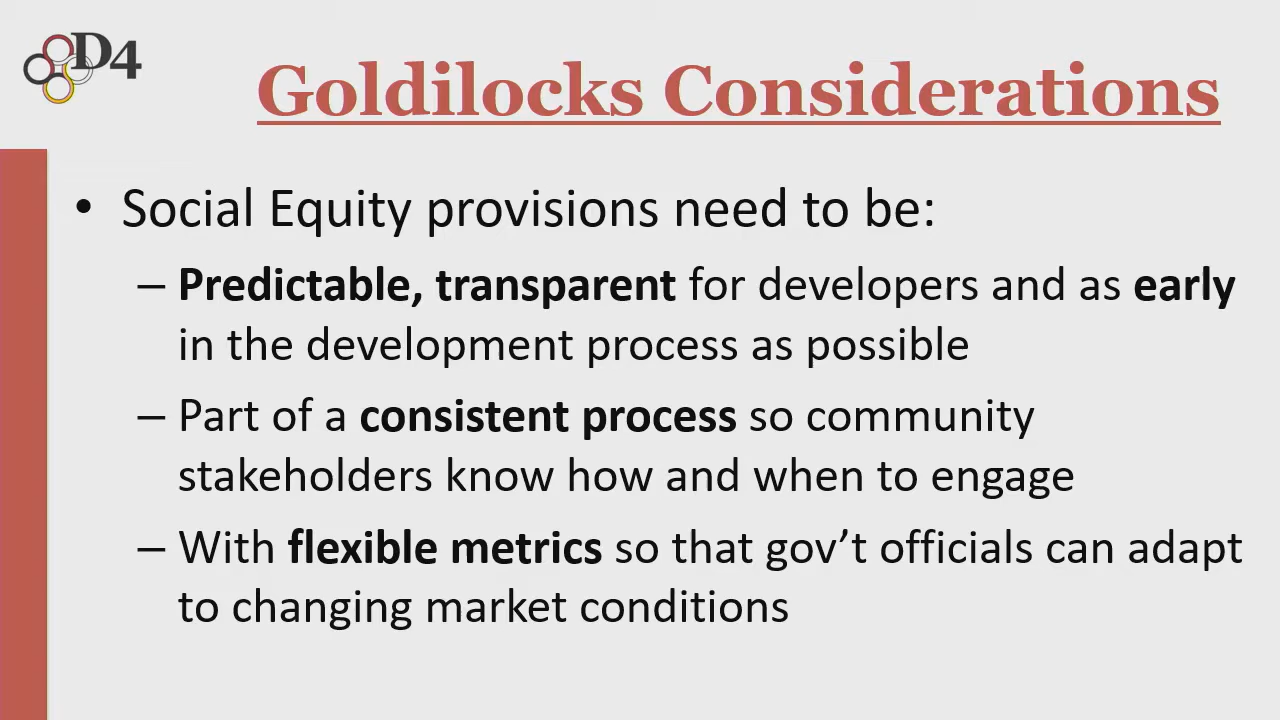 D4
Goldilocks Considerations
• Social Equity provisions need to be:
– Predictable, transparent for developers and as early
in the development process as possible
– Part of a consistent process so community
stakeholders know how and when to engage
– With flexible metrics so that gov’t officials can adapt
to changing market conditions